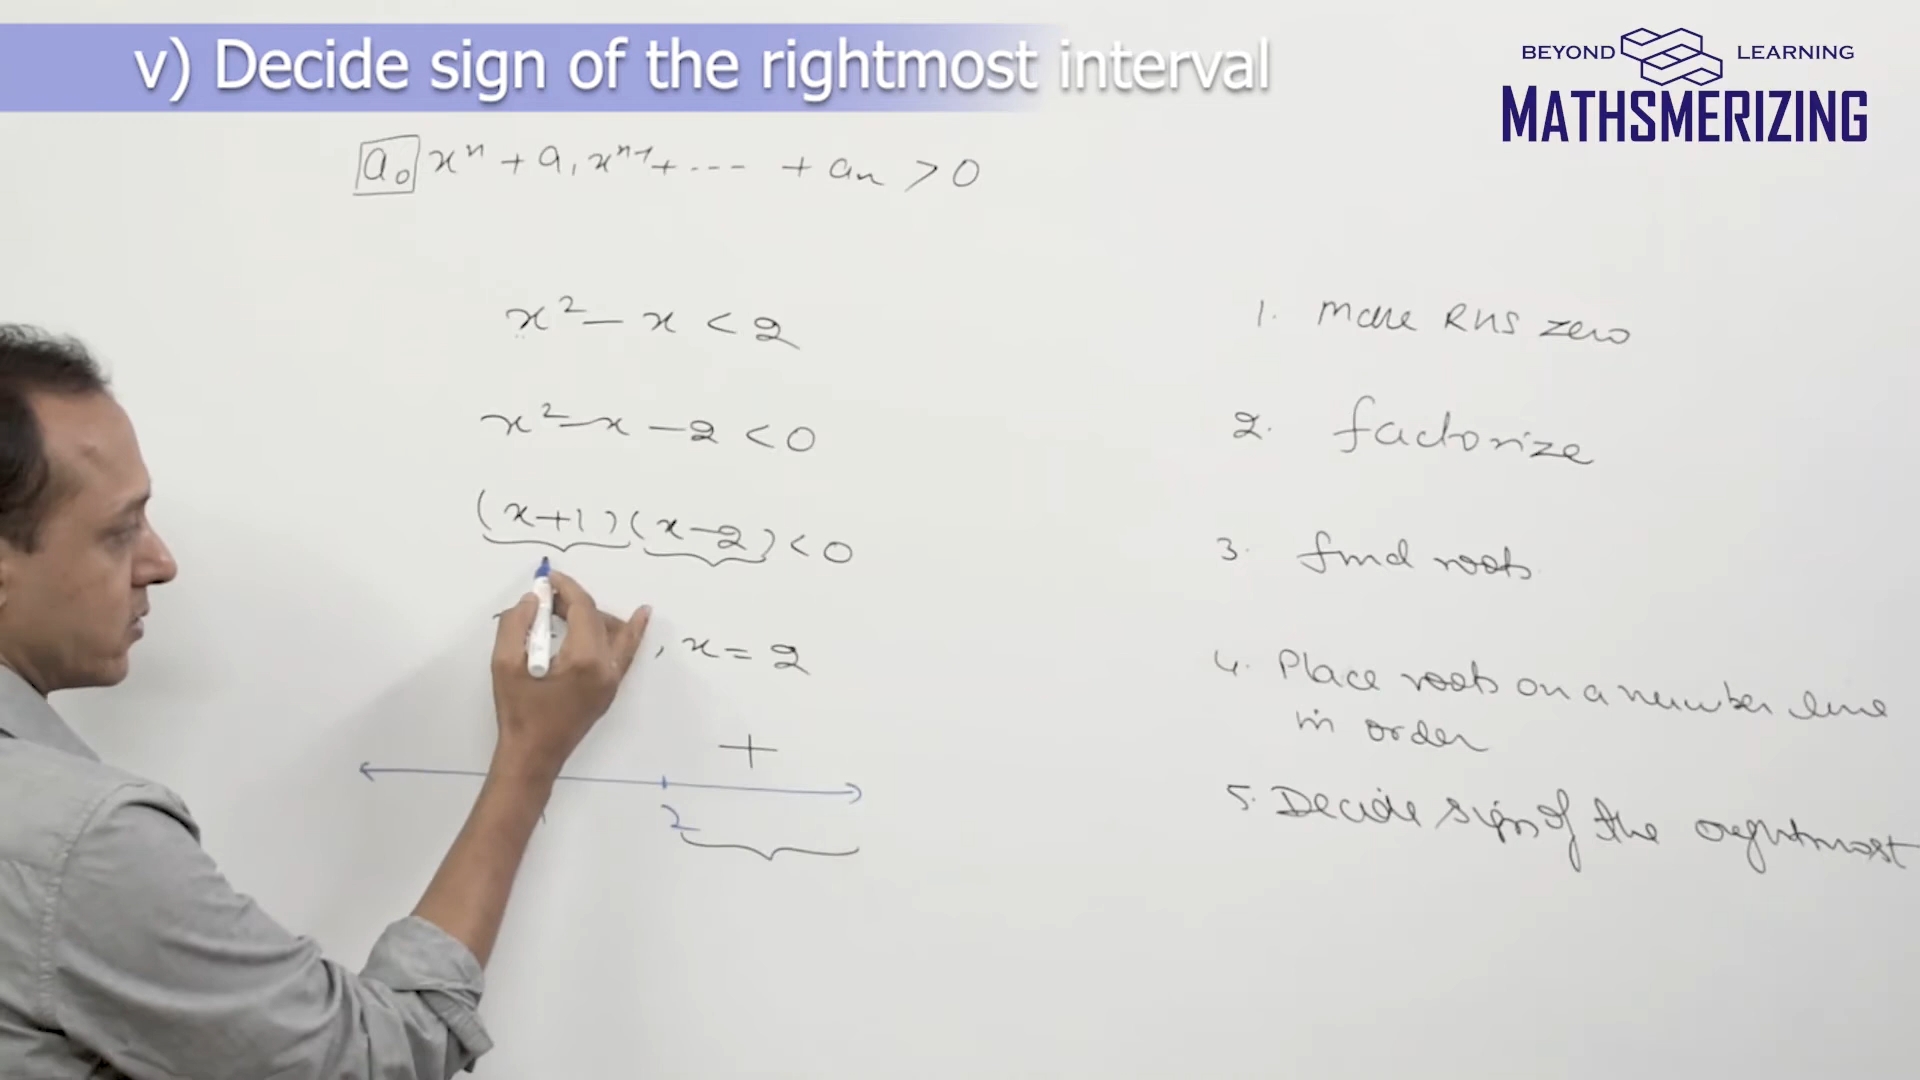 v) Decide sign of the rightmost interval
BEYOND LEARNING
MATHSMERIZING
a₀xⁿ + a₁xⁿ⁻¹ + ---- + aₙ > 0
x² - x < 2
x² - x - 2 < 0
(x+1)(x-2) < 0
, x = 2
+
2
1. Make RHS zero
2. factorize
3. find roots
4. Place roots on a number line
in order
5. Decide sign of the rightmost